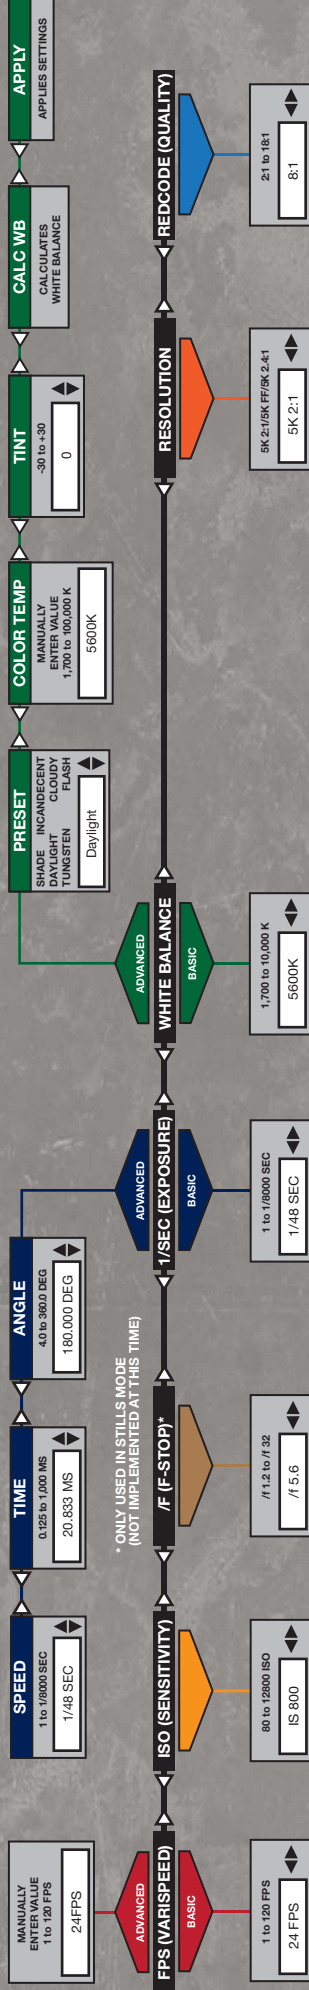 MANUALLY
ENTER VALUE
1 to 120 FPS
24FPS
ADVANCED
FPS (VARISPEED)
BASIC
1 to 120 FPS
24 FPS
ISO (SENSITIVITY)
80 to 12800 ISO
IS 800
* ONLY USED IN STILLS MODE
(NOT IMPLEMENTED AT THIS TIME)
/F (F-STOP)*
/f 1.2 to /f 32
/f 5.6
SPEED
1 to 1/8000 SEC
1/48 SEC
TIME
0.125 to 1,000 MS
20.833 MS
ANGLE
4.0 to 360.0 DEG
180.000 DEG
ADVANCED
1/SEC (EXPOSURE)
BASIC
1 to 1/8000 SEC
1/48 SEC
PRESET
SHADE INCANDECENT
DAYLIGHT CLOUDY
TUNGSTEN FLASH
Daylight
COLOR TEMP
MANUALLY
ENTER VALUE
1,700 to 100,000 K
5600K
TINT
-30 to +30
0
CALC WB
CALCULATES
WHITE BALANCE
APPLY
APPLIES SETTINGS
ADVANCED
WHITE BALANCE
BASIC
1,700 to 10,000 K
5600K
RESOLUTION
5K 2:1/5K FF/5K 2.4:1
5K 2:1
REDCODE (QUALITY)
2:1 to 18:1
8:1